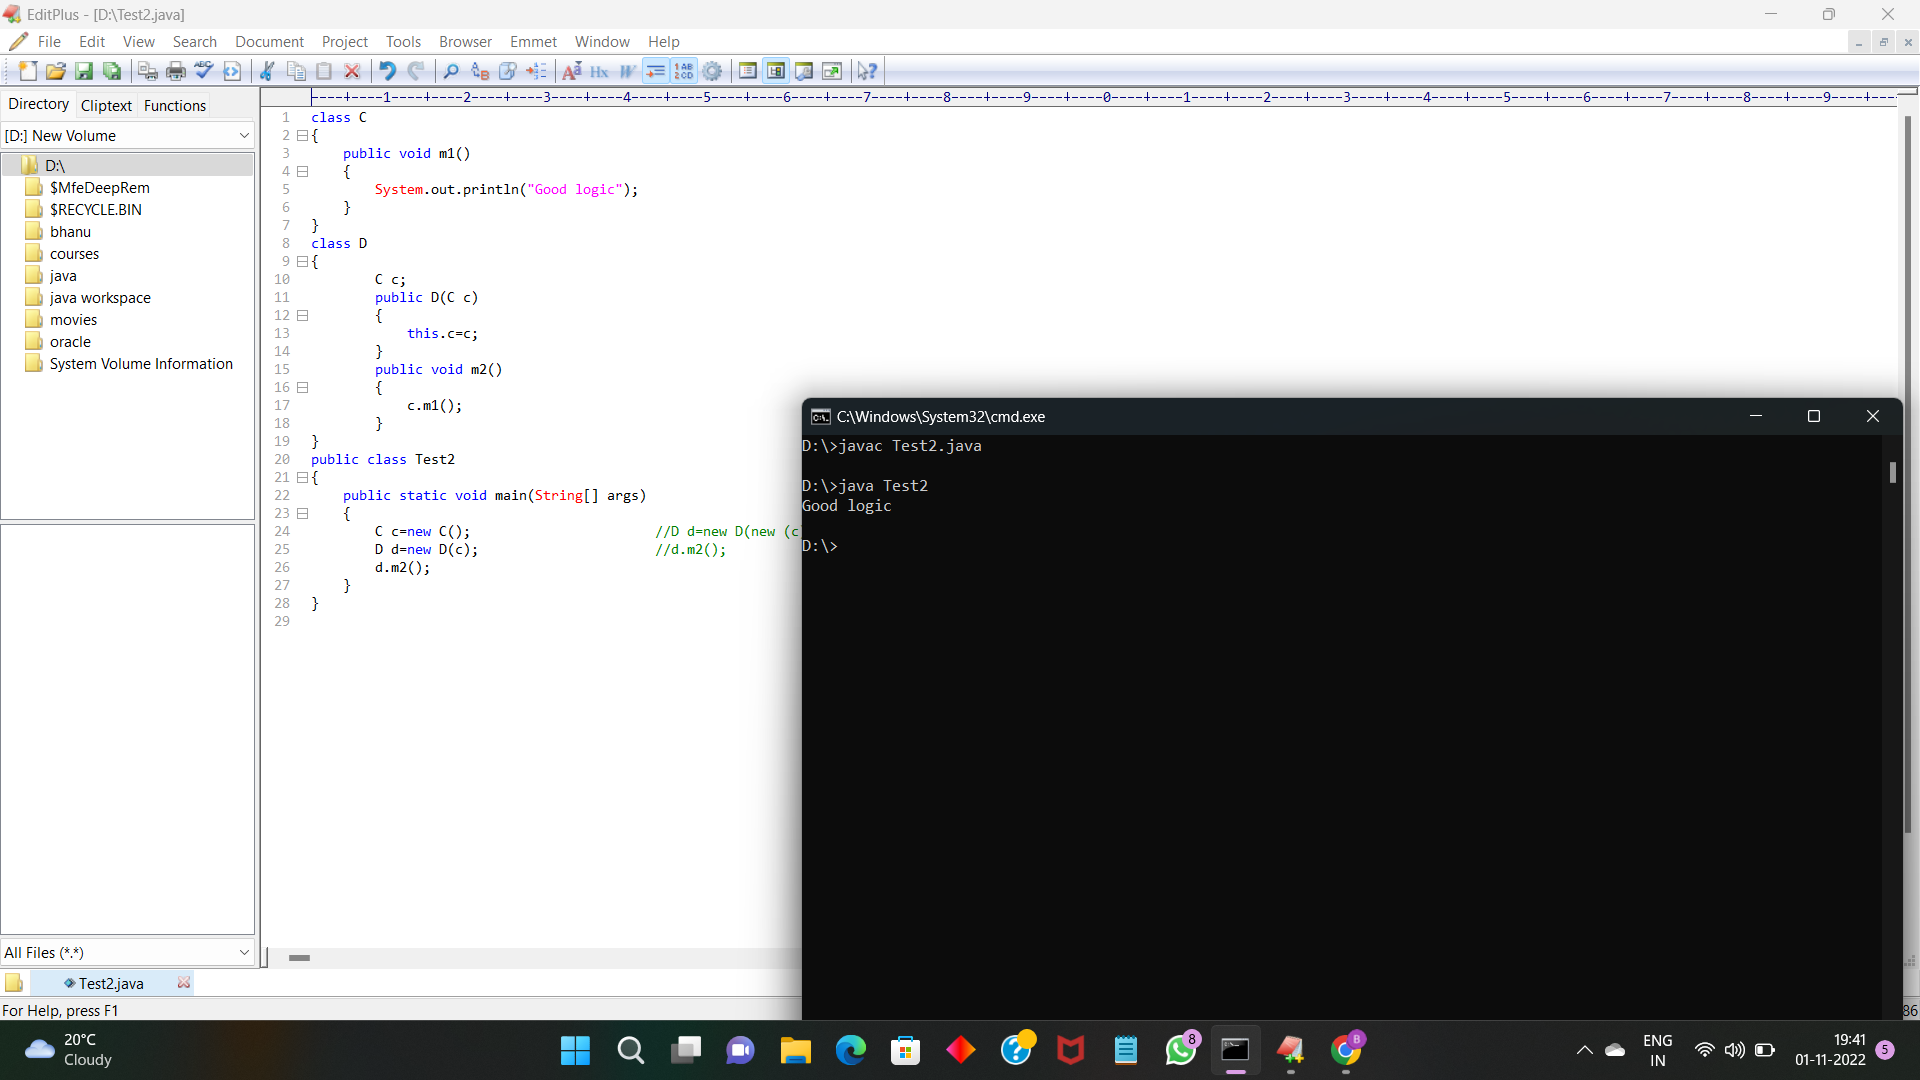 EditPlus - [D:\Test2.java]
File Edit View Search Document Project Tools Browser Emmet Window Help
Directory Cliptext Functions
[D:] New Volume
D:\
$MfeDeepRem
$RECYCLE.BIN
bhanu
courses
java
java workspace
movies
oracle
System Volume Information
All Files (*.*)
----+----1----+----2----+----3----+----4----+----5----+----6----+----7----+----8----+----9----+----0----+----1----+----2----+----3----+----4----+----5----+----6----+----7----+----8----+----9----+---
1 class C
2 {
3 public void m1()
4 {
5 System.out.println("Good logic");
6 }
7 }
8 class D
9 {
10 C c;
11 public D(C c)
12 {
13 this.c=c;
14 }
15 public void m2()
16 {
17 c.m1();
18 }
19 }
20 public class Test2
21 {
22 public static void main(String[] args)
23 {
24 C c=new C(); //D d=new D(new (c
25 D d=new D(c); //d.m2();
26 d.m2();
27 }
28 }
29
C:\Windows\System32\cmd.exe
D:\>javac Test2.java
D:\>java Test2
Good logic
D:\>
Test2.java
For Help, press F1
86
20°C
Cloudy
8
B
ENG
IN
19:41
01-11-2022
5